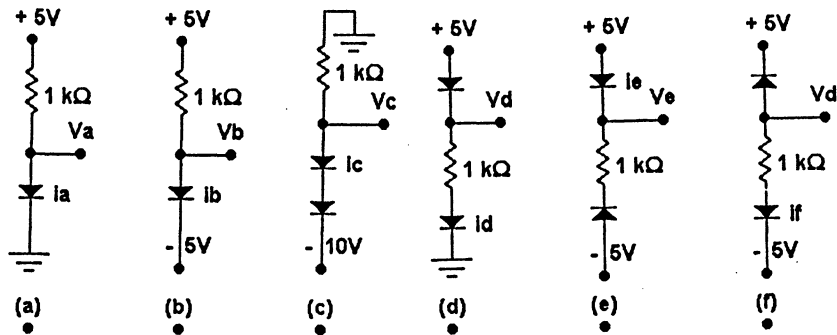 + 5V
1 kΩ
Va
ia
(a)
+ 5V
1 kΩ
Vb
ib
- 5V
(b)
1 kΩ
Vc
ic
- 10V
(c)
+ 5V
Vd
1 kΩ
id
(d)
+ 5V
ie
Ve
1 kΩ
- 5V
(e)
+ 5V
Vd
1 kΩ
if
- 5V
(f)